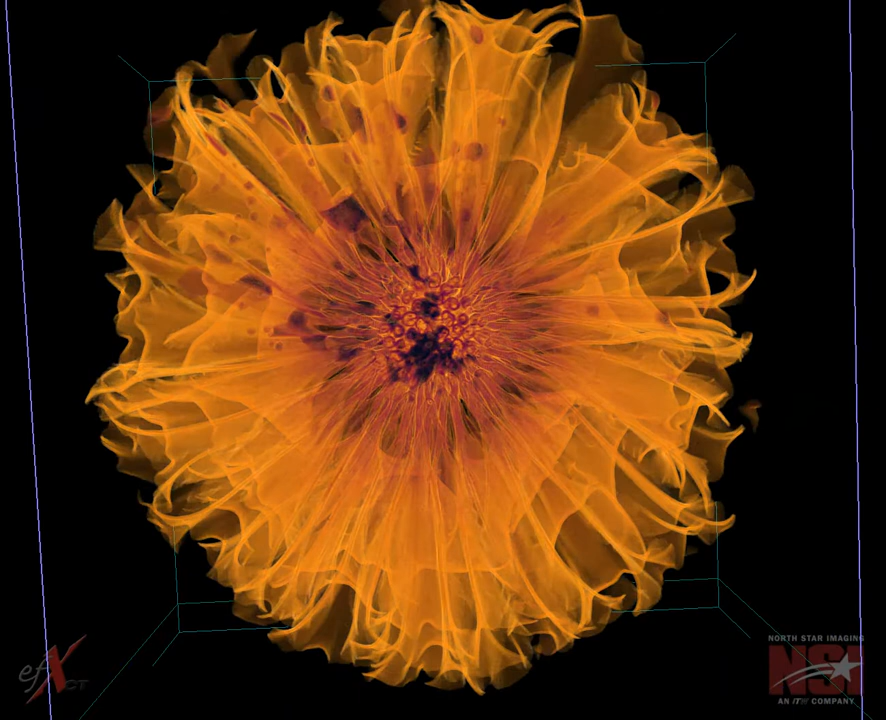 efX CT
NORTH STAR IMAGING
NSI
AN ITW COMPANY